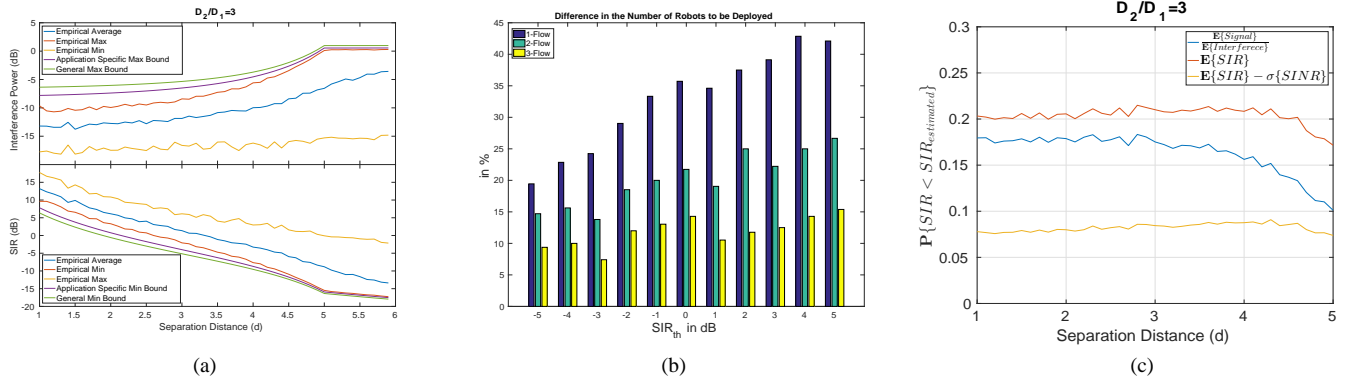 D2/D1=3
Empirical Average
Empirical Max
Empirical Min
Application Specific Max Bound
General Max Bound
Interference Power (dB)
5
0
-5
-10
-15
15
10
5
0
-5
-10
-15
-20
SIR (dB)
Empirical Average
Empirical Min
Empirical Max
Application Specific Min Bound
General Min Bound
1 1.5 2 2.5 3 3.5 4 4.5 5 5.5 6
Separation Distance (d)
(a)
Difference in the Number of Robots to be Deployed
1-Flow
2-Flow
3-Flow
in %
45
40
35
30
25
20
15
10
5
0
-5 -4 -3 -2 -1 0 1 2 3 4 5
SIRth in dB
(b)
D2/D1=3
E{Signal}
E{Interferece}
E{SIR}
E{SIR} − σ{SINR}
P{SIR < SIRestimated}
0.3
0.25
0.2
0.15
0.1
0.05
0
1 2 3 4 5
Separation Distance (d)
(c)